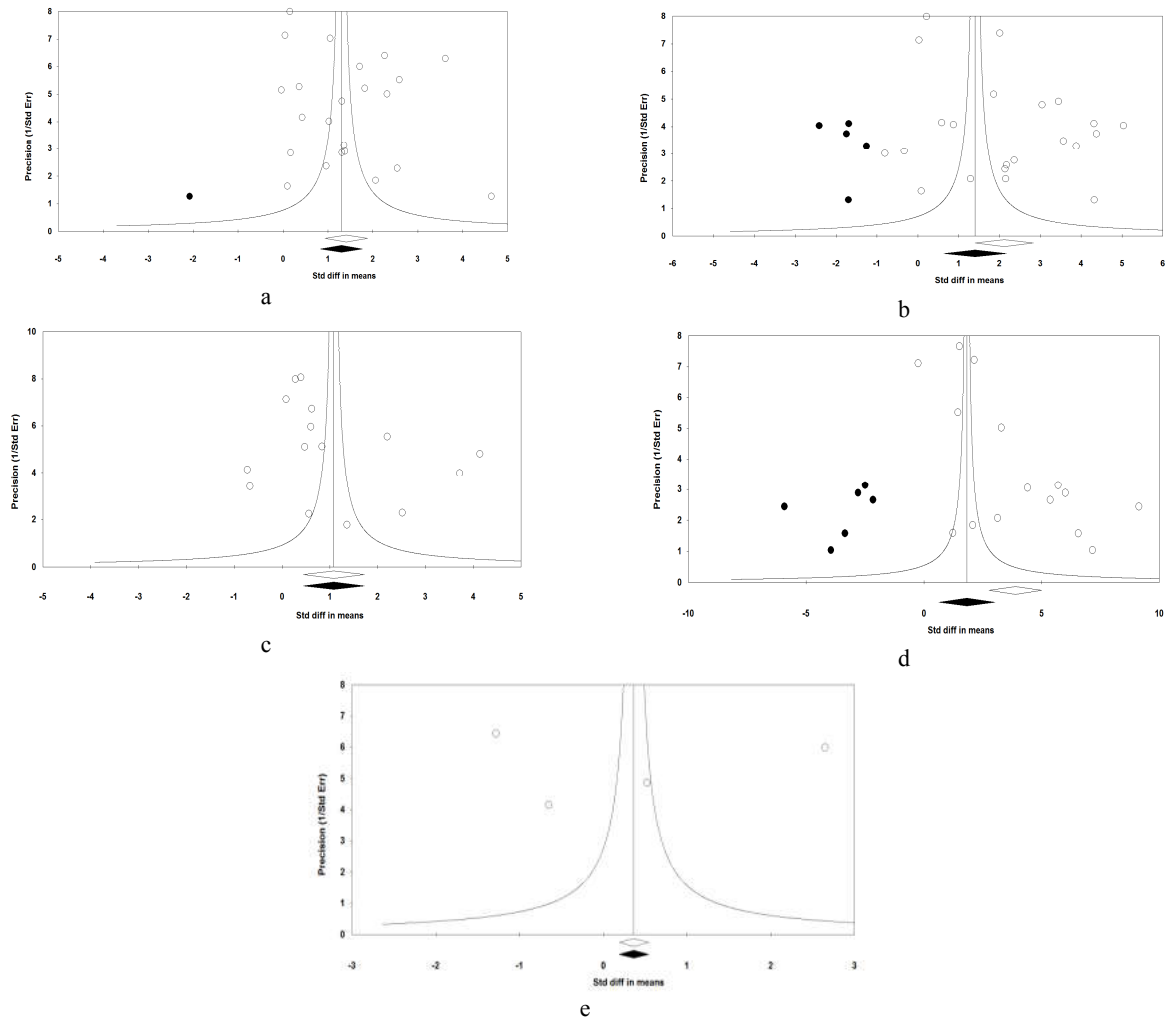 8
7
6
5
4
3
2
1
0
Precision (1/Std Err)
-5 -4 -3 -2 -1 0 1 2 3 4 5
Std diff in means
a
8
7
6
5
4
3
2
1
0
Precision (1/Std Err)
-6 -5 -4 -3 -2 -1 0 1 2 3 4 5 6
Std diff in means
b
10
8
6
4
2
0
Precision (1/Std Err)
-5 -4 -3 -2 -1 0 1 2 3 4 5
Std diff in means
c
8
7
6
5
4
3
2
1
0
Precision (1/Std Err)
-10 -5 0 5 10
Std diff in means
d
8
7
6
5
4
3
2
1
0
Precision (1/Std Err)
-3 -2 -1 0 1 2 3
Std diff in means
e